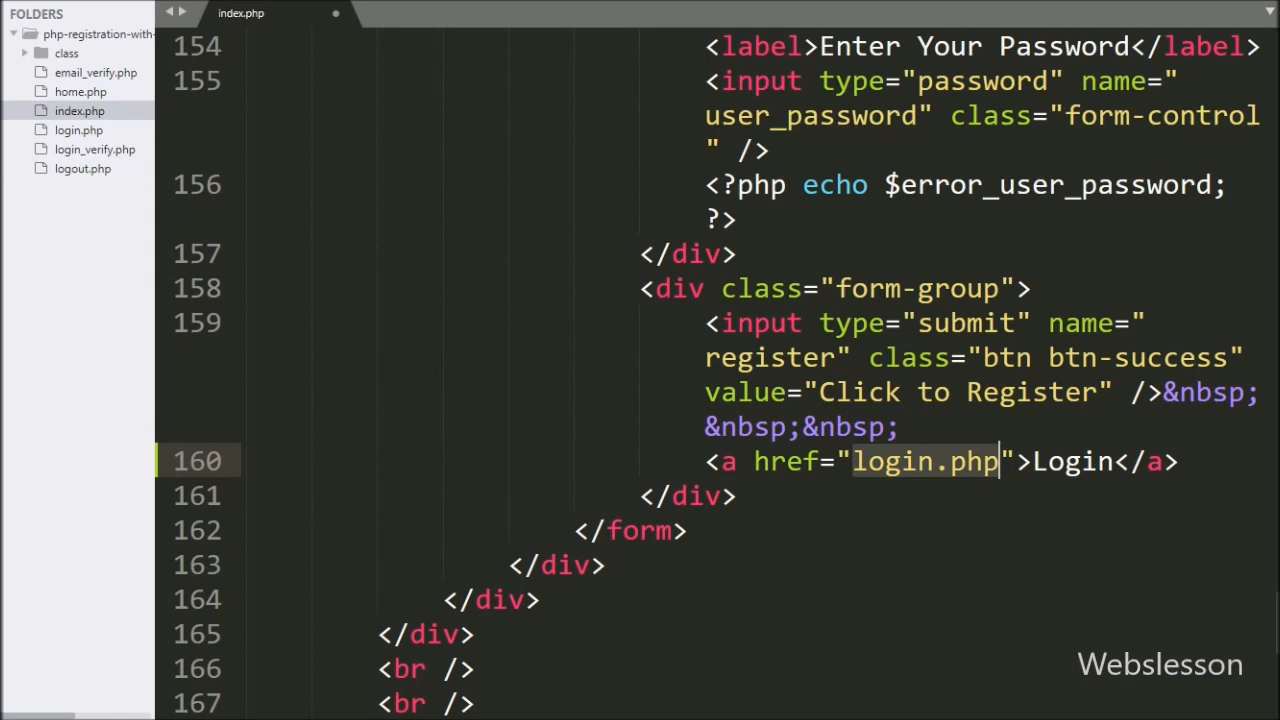 FOLDERS
php-registration-with-
class
email_verify.php
home.php
index.php
login.php
login_verify.php
logout.php
index.php
154 <label>Enter Your Password</label>
155 <input type="password" name="
user_password" class="form-control
" />
156 <?php echo $error_user_password;
?>
157 </div>
158 <div class="form-group">
159 <input type="submit" name="
register" class="btn btn-success"
value="Click to Register" />&nbsp;
&nbsp;&nbsp;
160 <a href="login.php">Login</a>
161 </div>
162 </form>
163 </div>
164 </div>
165 </div>
166 <br />
167 <br />
Webslesson